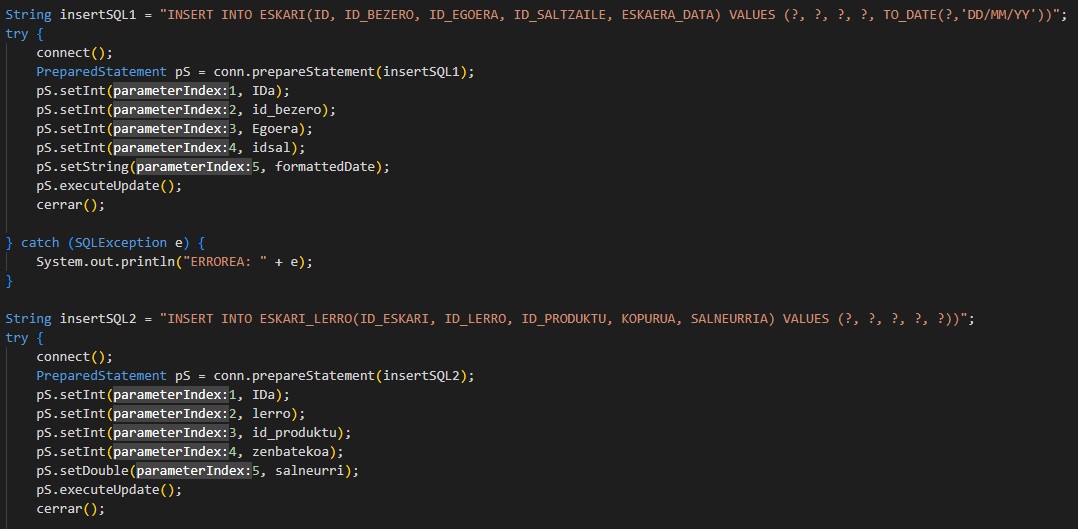 String insertSQL1 = "INSERT INTO ESKARI(ID, ID_BEZERO, ID_EGOERA, ID_SALTZAILE, ESKAERA_DATA) VALUES (?, ?, ?, ?, TO_DATE(?,'DD/MM/YY'))";
try {
    connect();
    PreparedStatement pS = conn.prepareStatement(insertSQL1);
    pS.setInt(parameterIndex:1, IDa);
    pS.setInt(parameterIndex:2, id_bezero);
    pS.setInt(parameterIndex:3, Egoera);
    pS.setInt(parameterIndex:4, idsal);
    pS.setString(parameterIndex:5, formattedDate);
    pS.executeUpdate();
    cerrar();
} catch (SQLException e) {
    System.out.println("ERROREA: " + e);
}
String insertSQL2 = "INSERT INTO ESKARI_LERRO(ID_ESKARI, ID_LERRO, ID_PRODUKTU, KOPURUA, SALNEURRIA) VALUES (?, ?, ?, ?, ?))";
try {
    connect();
    PreparedStatement pS = conn.prepareStatement(insertSQL2);
    pS.setInt(parameterIndex:1, IDa);
    pS.setInt(parameterIndex:2, lerro);
    pS.setInt(parameterIndex:3, id_produktu);
    pS.setInt(parameterIndex:4, zenbatekoa);
    pS.setDouble(parameterIndex:5, salneurri);
    pS.executeUpdate();
    cerrar();